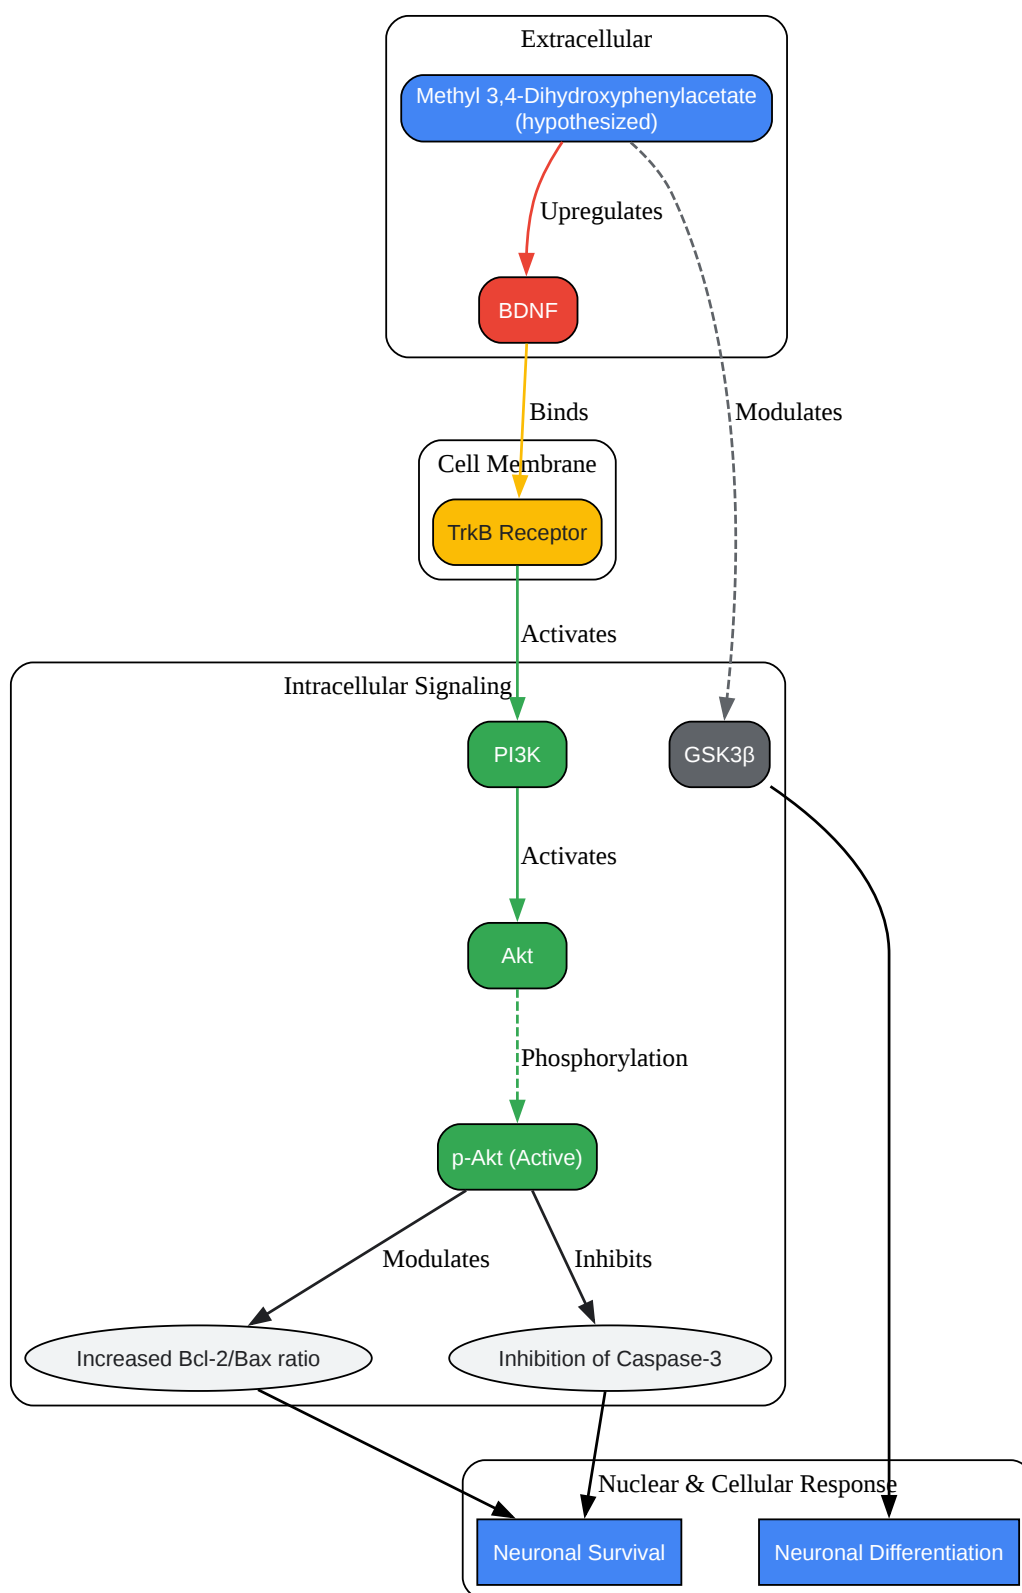 Extracellular
Methyl 3,4-Dihydroxyphenylacetate
(hypothesized)
Upregulates
BDNF
Binds
Modulates
Cell Membrane
TrkB Receptor
Activates
Intracellular Signaling
PI3K
GSK3β
Activates
Akt
Phosphorylation
p-Akt (Active)
Modulates
Inhibits
Increased Bcl-2/Bax ratio
Inhibition of Caspase-3
Nuclear & Cellular Response
Neuronal Survival
Neuronal Differentiation